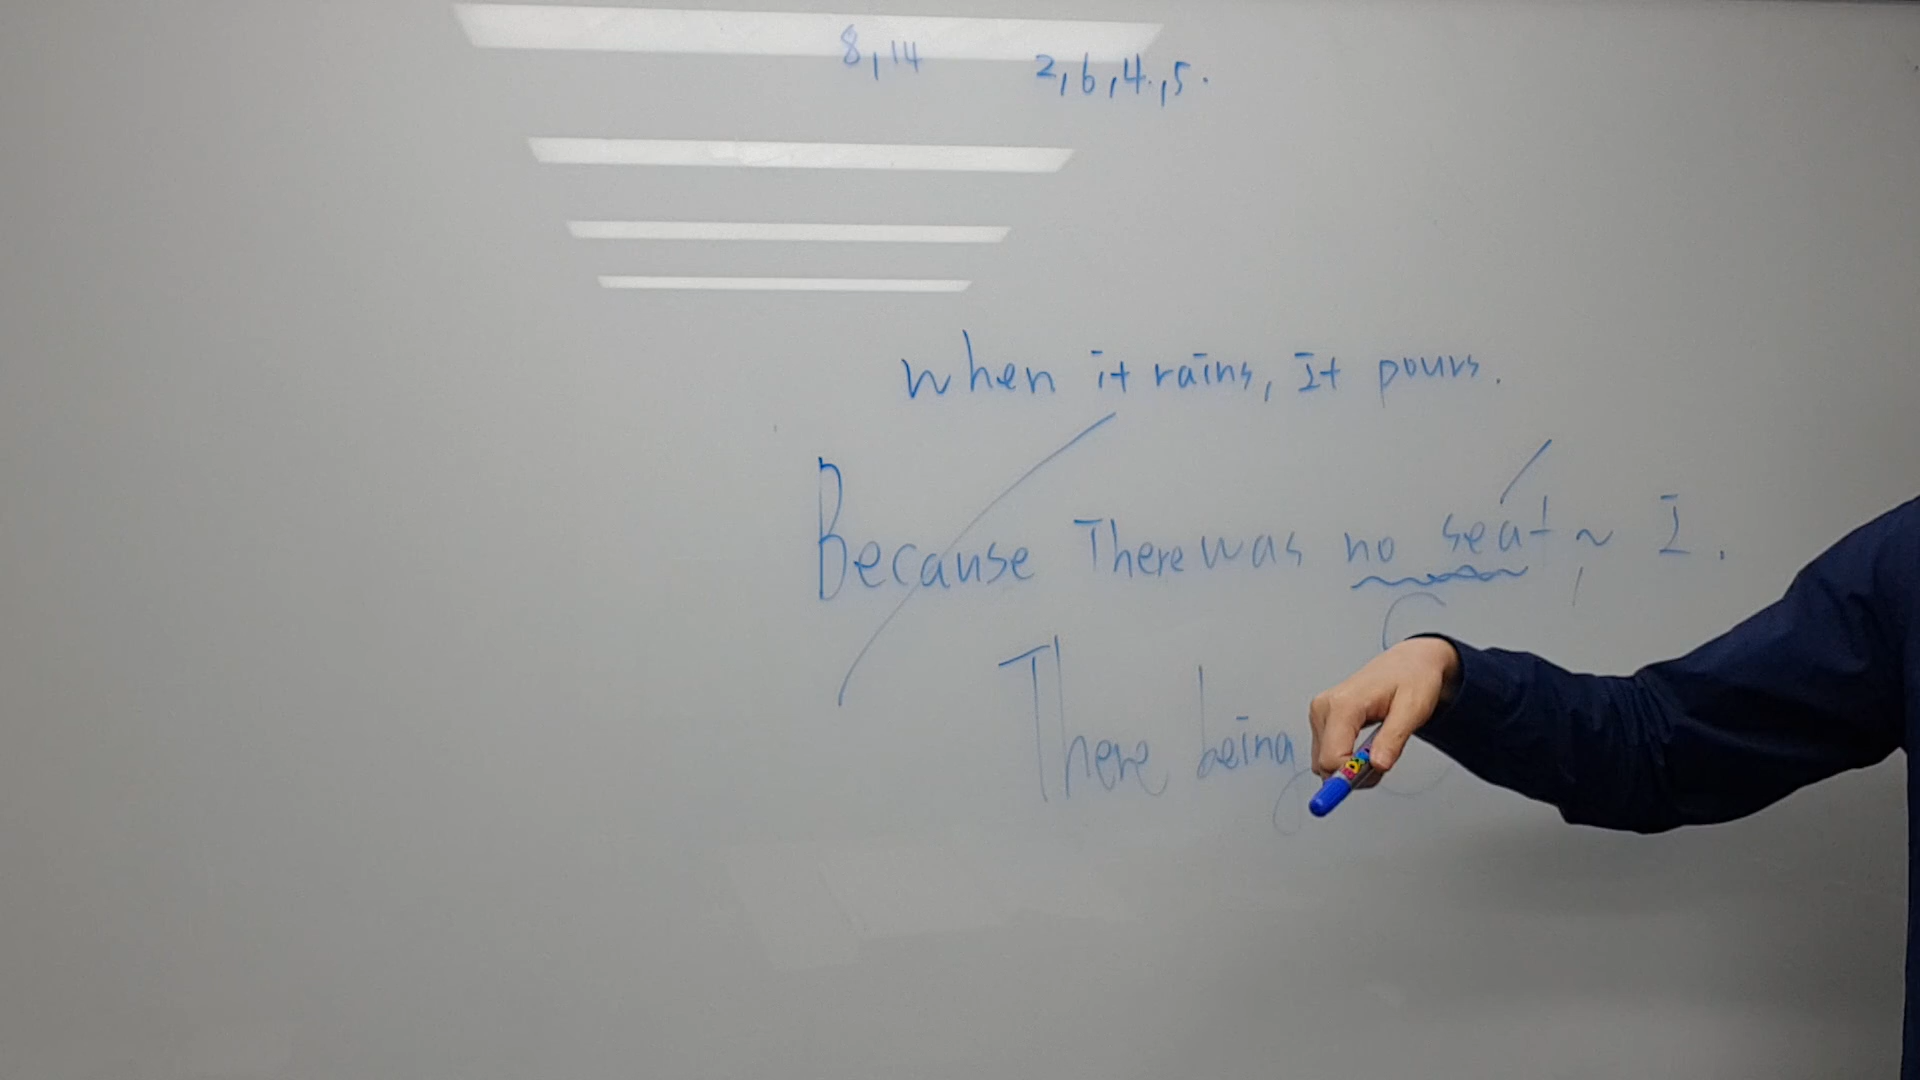 8,14 2,6,4,5.
when it rains, It pours.
Because There was no seat, ~ I.
There being